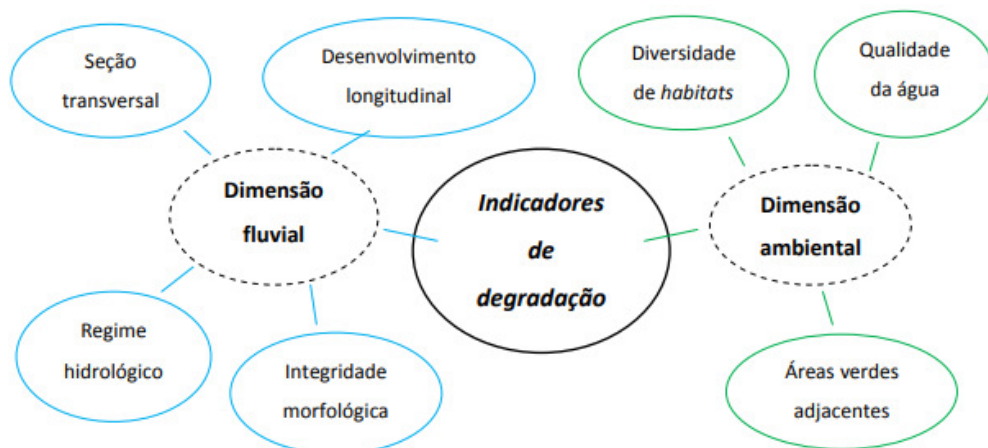 Seção
transversal
Desenvolvimento
longitudinal
Diversidade
de habitats
Qualidade
da água
Dimensão
fluvial
Indicadores
de
degradação
Dimensão
ambiental
Regime
hidrológico
Integridade
morfológica
Áreas verdes
adjacentes